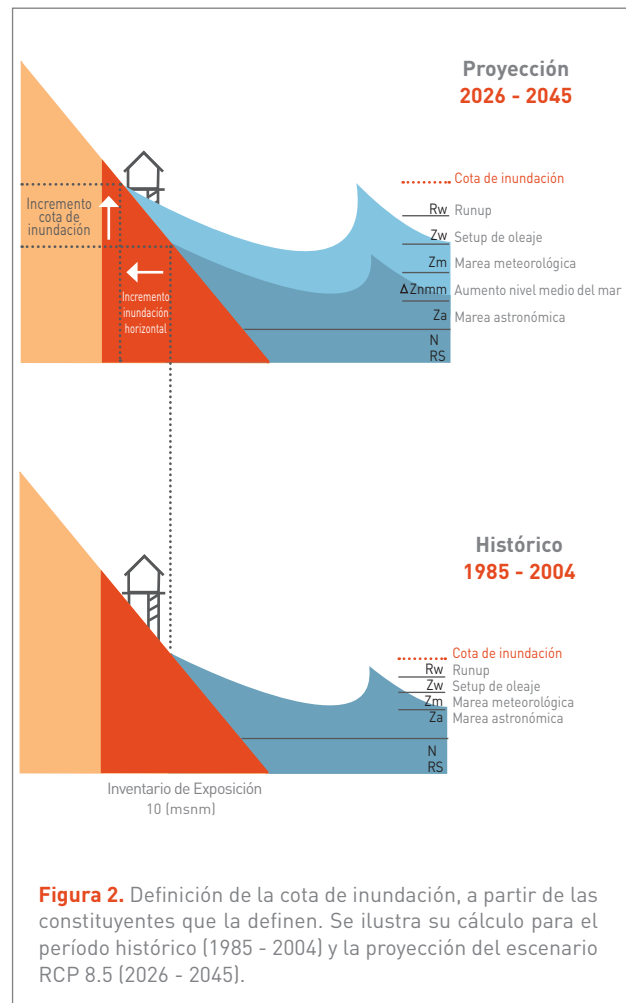 Proyección
2026 - 2045
Cota de inundación
Rw Runup
Zw Setup de oleaje
Zm Marea meteorológica
ΔZnmm Aumento nivel medio del mar
Za Marea astronómica
N
RS
Incremento
cota de
inundación
Incremento
inundación
horizontal
Histórico
1985 - 2004
Cota de inundación
Rw Runup
Zw Setup de oleaje
Zm Marea meteorológica
Za Marea astronómica
N
RS
Inventario de Exposición
10 (msnm)
Figura 2. Definición de la cota de inundación, a partir de las
constituyentes que la definen. Se ilustra su cálculo para el
período histórico (1985 - 2004) y la proyección del escenario
RCP 8.5 (2026 - 2045).